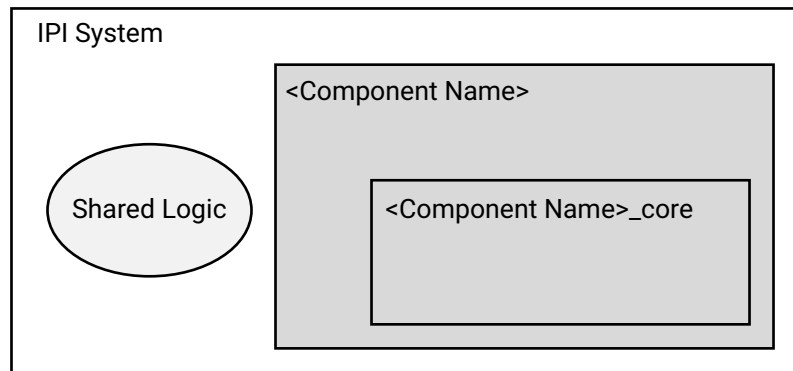 IPI System
<Component Name>
Shared Logic
<Component Name>_core